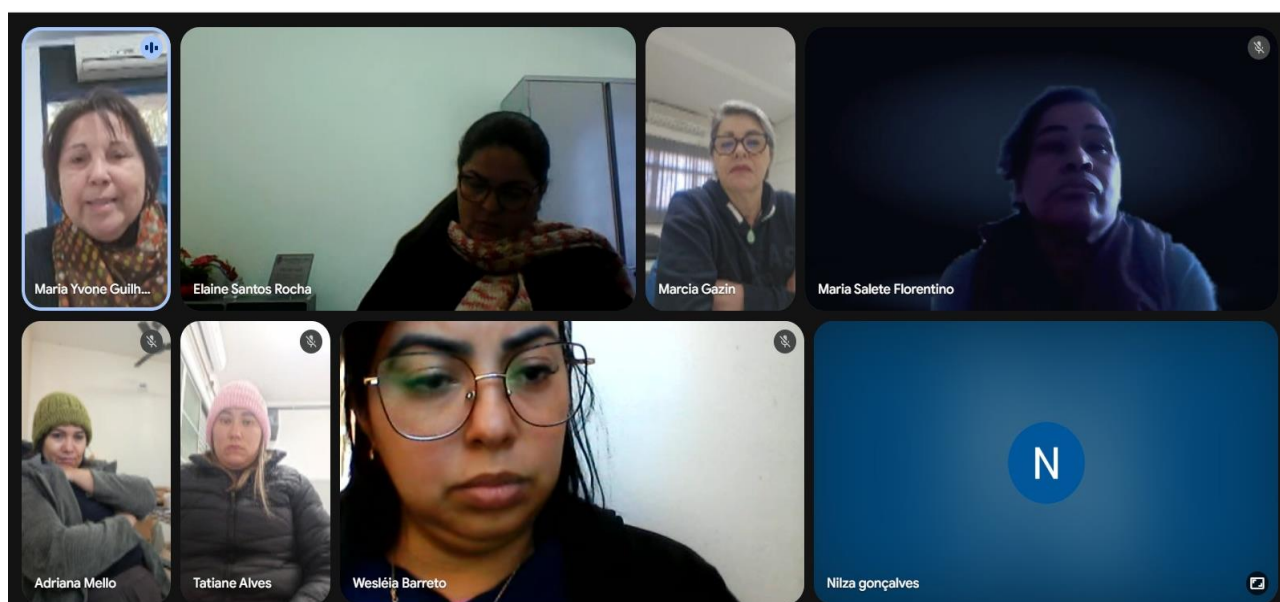 Maria Yvone Guilh...
Elaine Santos Rocha
Marcia Gazin
Maria Salete Florentino
Adriana Mello
Tatiane Alves
Wesléia Barreto
N
Nilza gonçalves